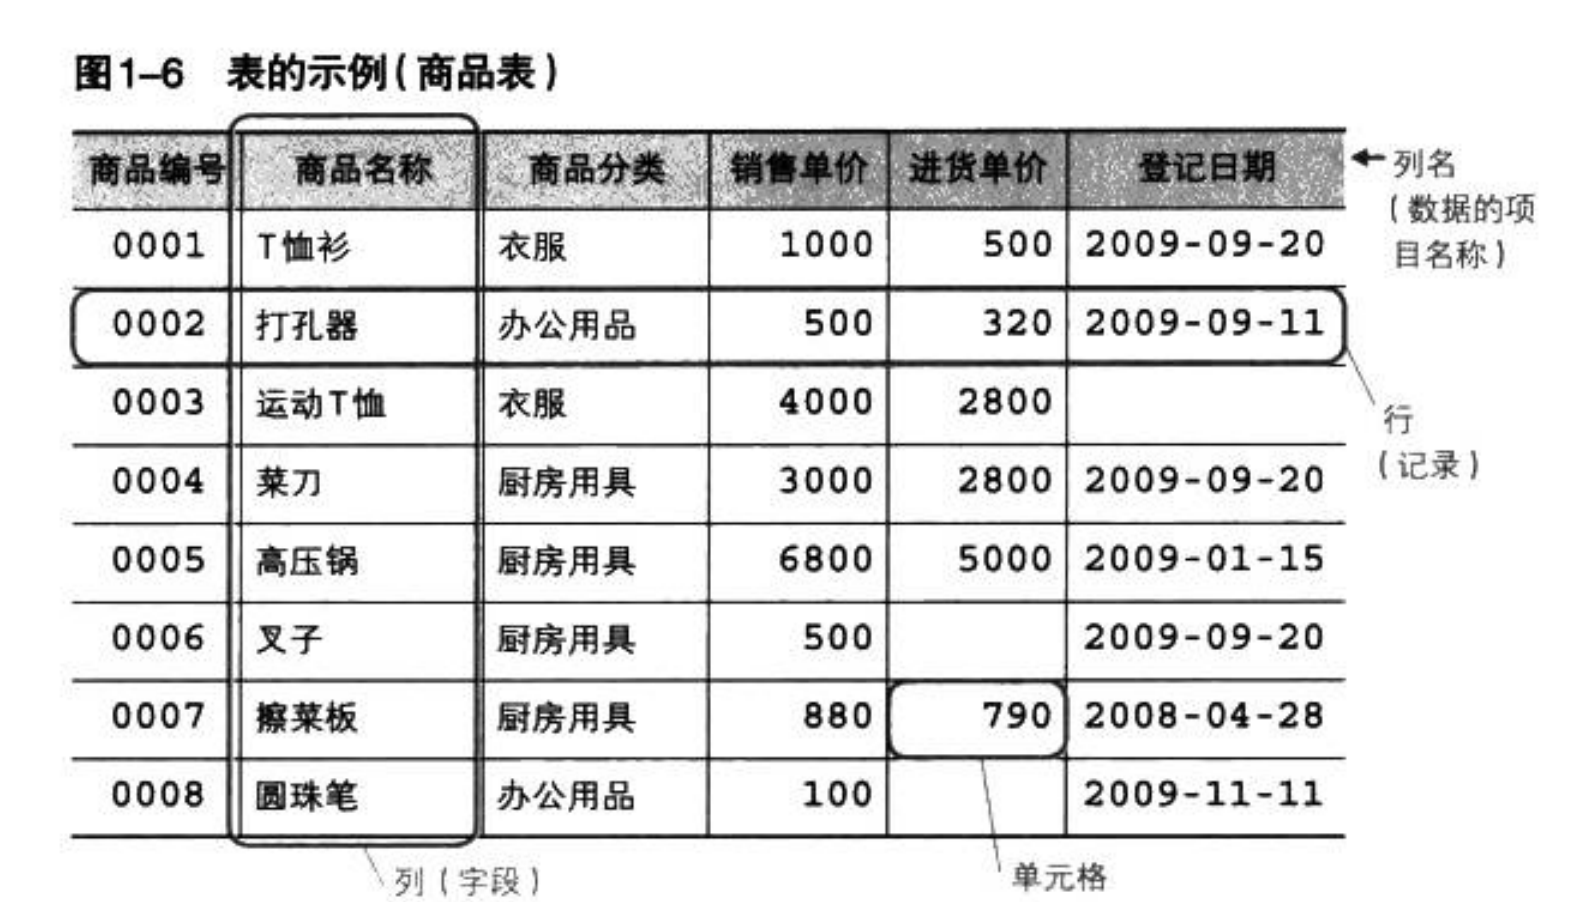 图1-6 表的示例(商品表)
商品编号 商品名称 商品分类 销售单价 进货单价 登记日期
0001 T恤衫 衣服 1000 500 2009-09-20
0002 打孔器 办公用品 500 320 2009-09-11
0003 运动T恤 衣服 4000 2800
0004 菜刀 厨房用具 3000 2800 2009-09-20
0005 高压锅 厨房用具 6800 5000 2009-01-15
0006 叉子 厨房用具 500 2009-09-20
0007 擦菜板 厨房用具 880 790 2008-04-28
0008 圆珠笔 办公用品 100 2009-11-11
列名
(数据的项
目名称)
行
(记录)
列(字段)
单元格